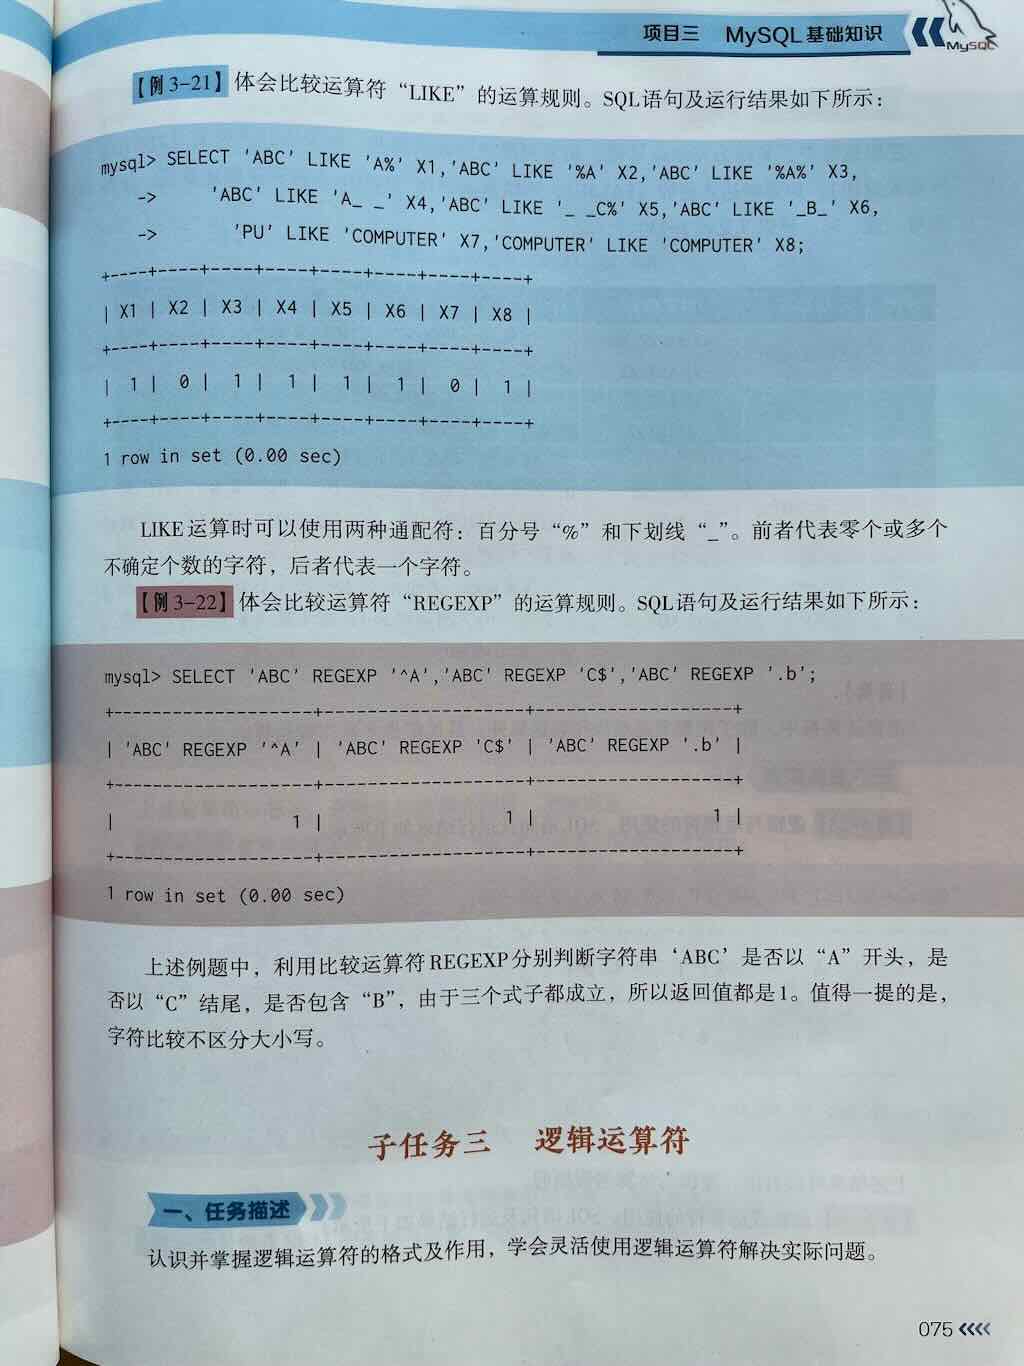 项目三 MySQL基础知识
MySQL
【例3-21】体会比较运算符“LIKE”的运算规则。SQL语句及运行结果如下所示：
mysql> SELECT 'ABC' LIKE 'A%' X1,'ABC' LIKE '%A' X2,'ABC' LIKE '%A%' X3,
-> 'ABC' LIKE 'A_ _' X4,'ABC' LIKE '_ _C%' X5,'ABC' LIKE '_B_' X6,
-> 'PU' LIKE 'COMPUTER' X7,'COMPUTER' LIKE 'COMPUTER' X8;
+----+----+----+----+----+----+----+----+
| X1 | X2 | X3 | X4 | X5 | X6 | X7 | X8 |
+----+----+----+----+----+----+----+----+
| 1 | 0 | 1 | 1 | 1 | 1 | 0 | 1 |
+----+----+----+----+----+----+----+----+
1 row in set (0.00 sec)
LIKE运算时可以使用两种通配符：百分号“%”和下划线“_”。前者代表零个或多个
不确定个数的字符，后者代表一个字符。
【例3-22】体会比较运算符“REGEXP”的运算规则。SQL语句及运行结果如下所示：
mysql> SELECT 'ABC' REGEXP '^A','ABC' REGEXP 'C$','ABC' REGEXP '.b';
+-------------------+-------------------+-------------------+
| 'ABC' REGEXP '^A' | 'ABC' REGEXP 'C$' | 'ABC' REGEXP '.b' |
+-------------------+-------------------+-------------------+
| 1 | 1 | 1 |
+-------------------+-------------------+-------------------+
1 row in set (0.00 sec)
上述例题中，利用比较运算符REGEXP分别判断字符串‘ABC’是否以“A”开头，是
否以“C”结尾，是否包含“B”，由于三个式子都成立，所以返回值都是1。值得一提的是，
字符比较不区分大小写。
子任务三 逻辑运算符
一、任务描述
认识并掌握逻辑运算符的格式及作用，学会灵活使用逻辑运算符解决实际问题。
075